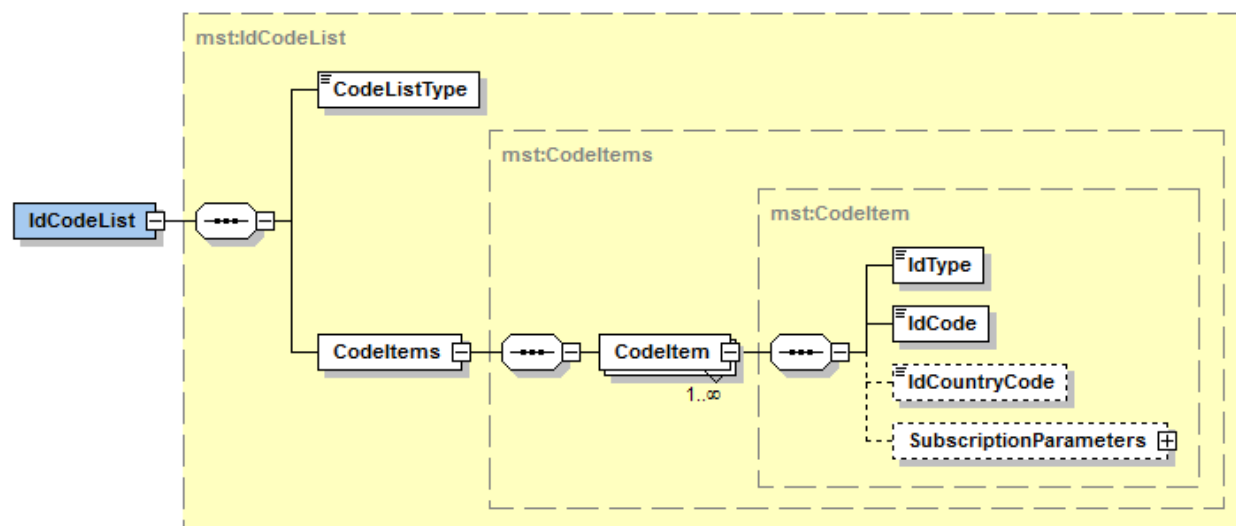 mst:IdCodeList
CodeListType
mst:CodeItems
mst:CodeItem
IdCodeList
IdType
IdCode
CodeItems
CodeItem
1..∞
IdCountryCode
SubscriptionParameters